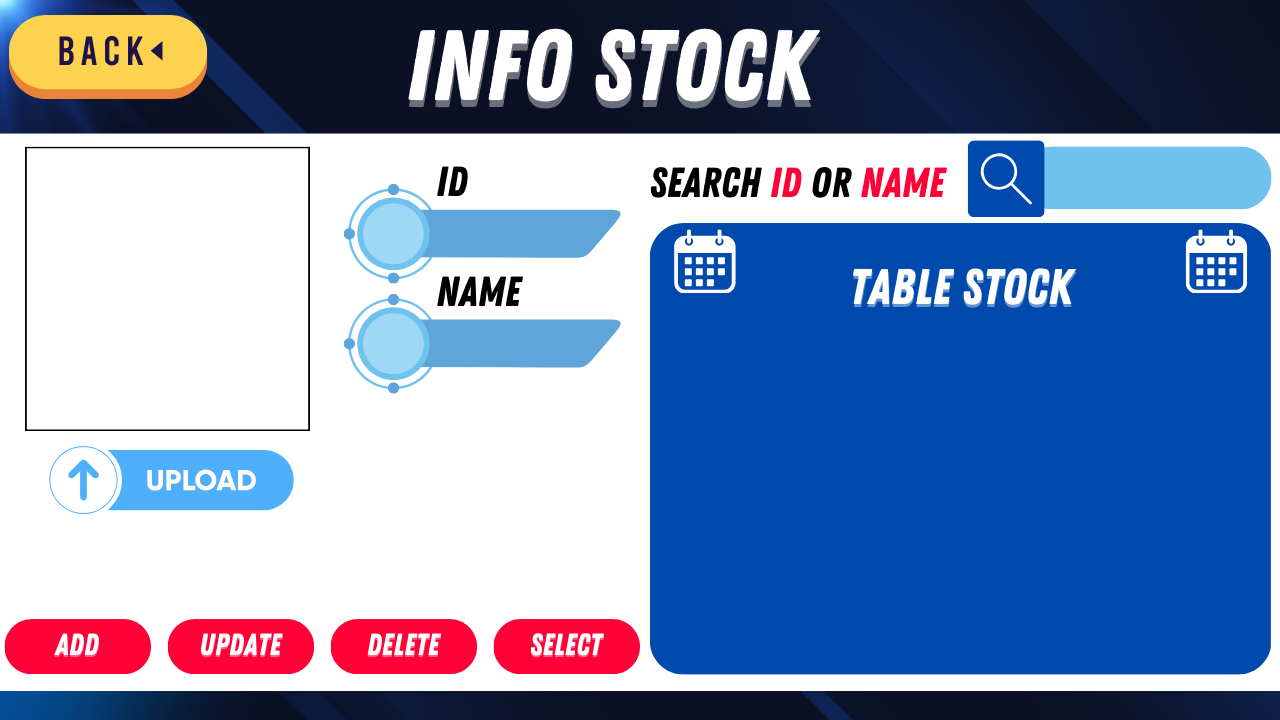 BACK
INFO STOCK
ID
NAME
SEARCH ID OR NAME
TABLE STOCK
UPLOAD
ADD
UPDATE
DELETE
SELECT